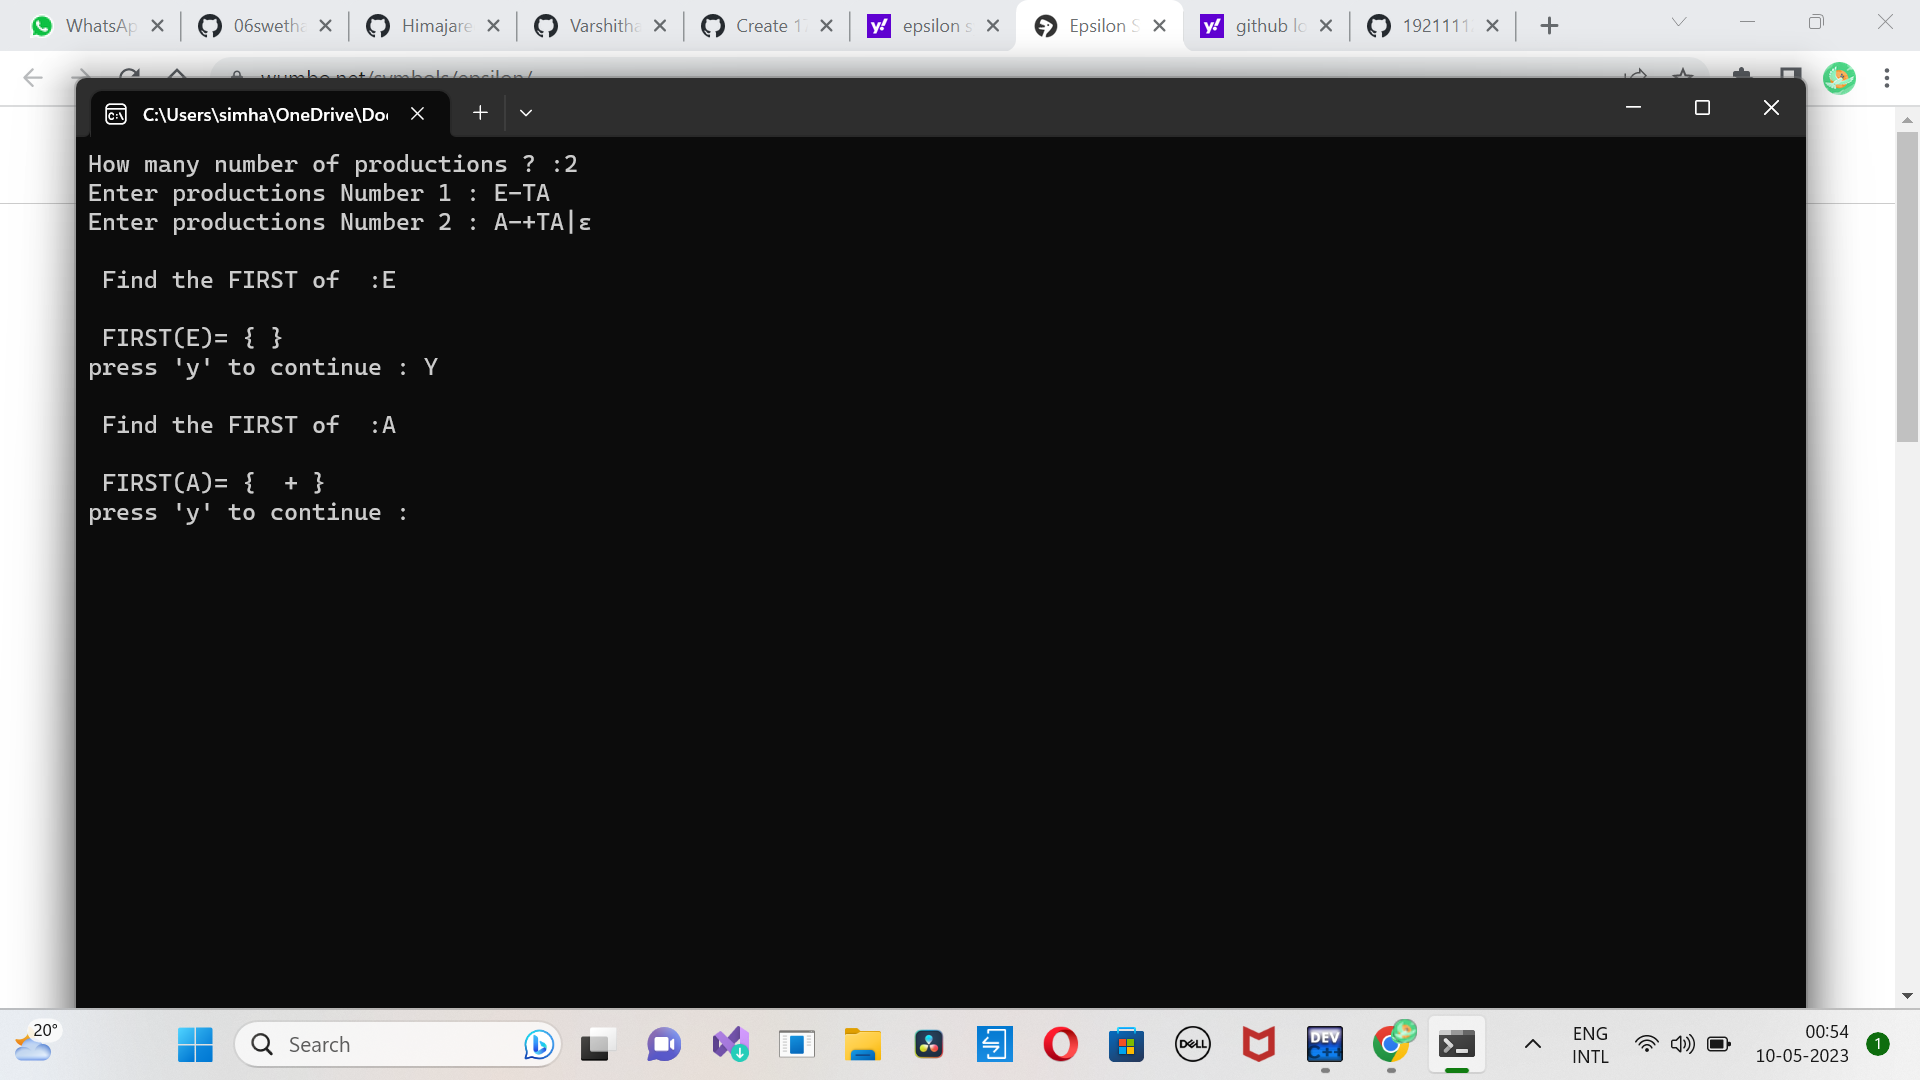 WhatsAp
06swetha
Himajare
Varshitha
Create 1
epsilon s
Epsilon S
github lo
1921111
wumbo.net/symbols/epsilon/
C:\Users\simha\OneDrive\Do
How many number of productions ? :2
Enter productions Number 1 : E-TA
Enter productions Number 2 : A-+TA|ε
Find the FIRST of  :E
FIRST(E)= { }
press 'y' to continue : Y
Find the FIRST of  :A
FIRST(A)= {  + }
press 'y' to continue :
20°
Search
DELL
DEV
C++
ENG
INTL
00:54
10-05-2023
1